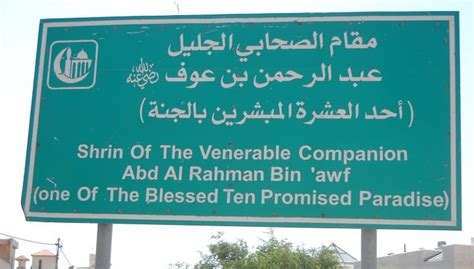 مقام الصحابي الجليل
عبد الرحمن بن عوف رضي الله عنه
(أحد العشرة المبشرين بالجنة)
Shrin Of The Venerable Companion
Abd Al Rahman Bin 'awf
(one Of The Blessed Ten Promised Paradise)